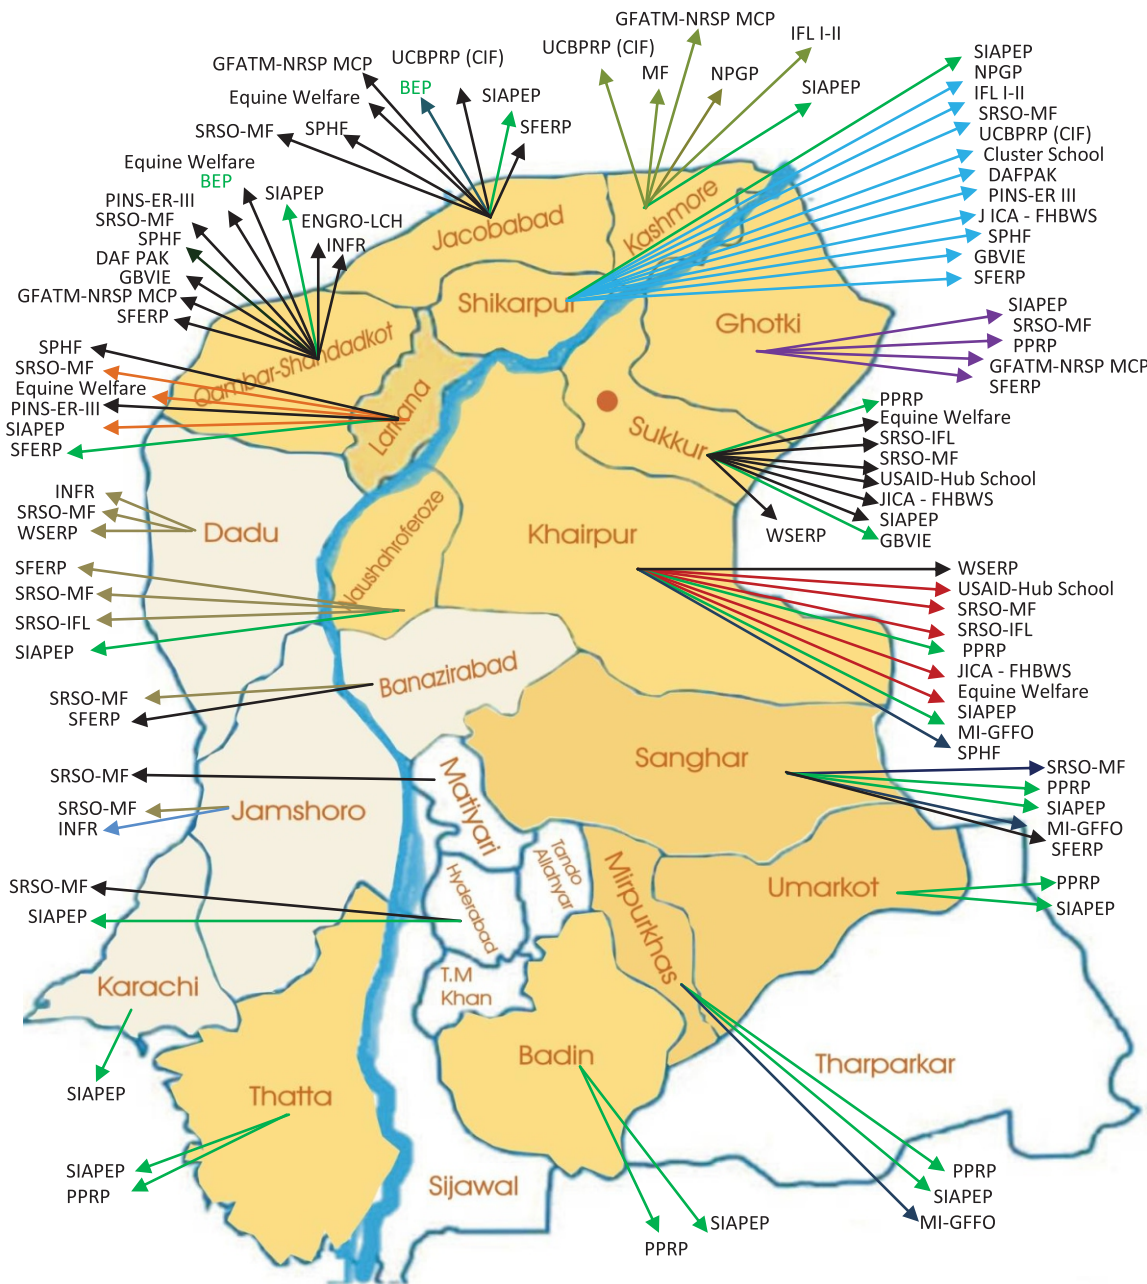 GFATM-NRSP MCP
IFL I-II
UCBPRP (CIF)
MF
NPGP
SIAPEP
GFATM-NRSP MCP
UCBPRP (CIF)
BEP
Equine Welfare
SIAPEP
SRSO-MF
SPHF
SFERP
SIAPEP
NPGP
IFL I-II
SRSO-MF
UCBPRP (CIF)
Cluster School
DAFPAK
PINS-ER III
J ICA - FHBWS
SPHF
GBVIE
SFERP
Equine Welfare
BEP
SIAPEP
PINS-ER-III
SRSO-MF
ENGRO-LCH
SPHF
INFR
DAF PAK
GBVIE
GFATM-NRSP MCP
SFERP
Jacobabad
Kashmore
Shikarpur
Ghotki
SIAPEP
SRSO-MF
PPRP
GFATM-NRSP MCP
SFERP
Qambar-Shahdadkot
SPHF
SRSO-MF
Equine Welfare
PINS-ER-III
SIAPEP
SFERP
Larkana
Sukkur
PPRP
Equine Welfare
SRSO-IFL
SRSO-MF
USAID-Hub School
JICA - FHBWS
SIAPEP
GBVIE
WSERP
INFR
SRSO-MF
WSERP
Dadu
Naushahroferoze
Khairpur
SFERP
SRSO-MF
SRSO-IFL
SIAPEP
WSERP
USAID-Hub School
SRSO-MF
SRSO-IFL
PPRP
JICA - FHBWS
Equine Welfare
SIAPEP
MI-GFFO
SPHF
Banazirabad
SRSO-MF
SFERP
Sanghar
SRSO-MF
PPRP
SIAPEP
MI-GFFO
SFERP
SRSO-MF
Matiyari
SRSO-MF
INFR
Jamshoro
Tando
Allahyar
Mirpurkhas
Umarkot
PPRP
SIAPEP
SRSO-MF
SIAPEP
Hyderabad
Karachi
T.M
Khan
SIAPEP
Thatta
Badin
Tharparkar
SIAPEP
PPRP
Sijawal
PPRP
SIAPEP
PPRP
SIAPEP
MI-GFFO